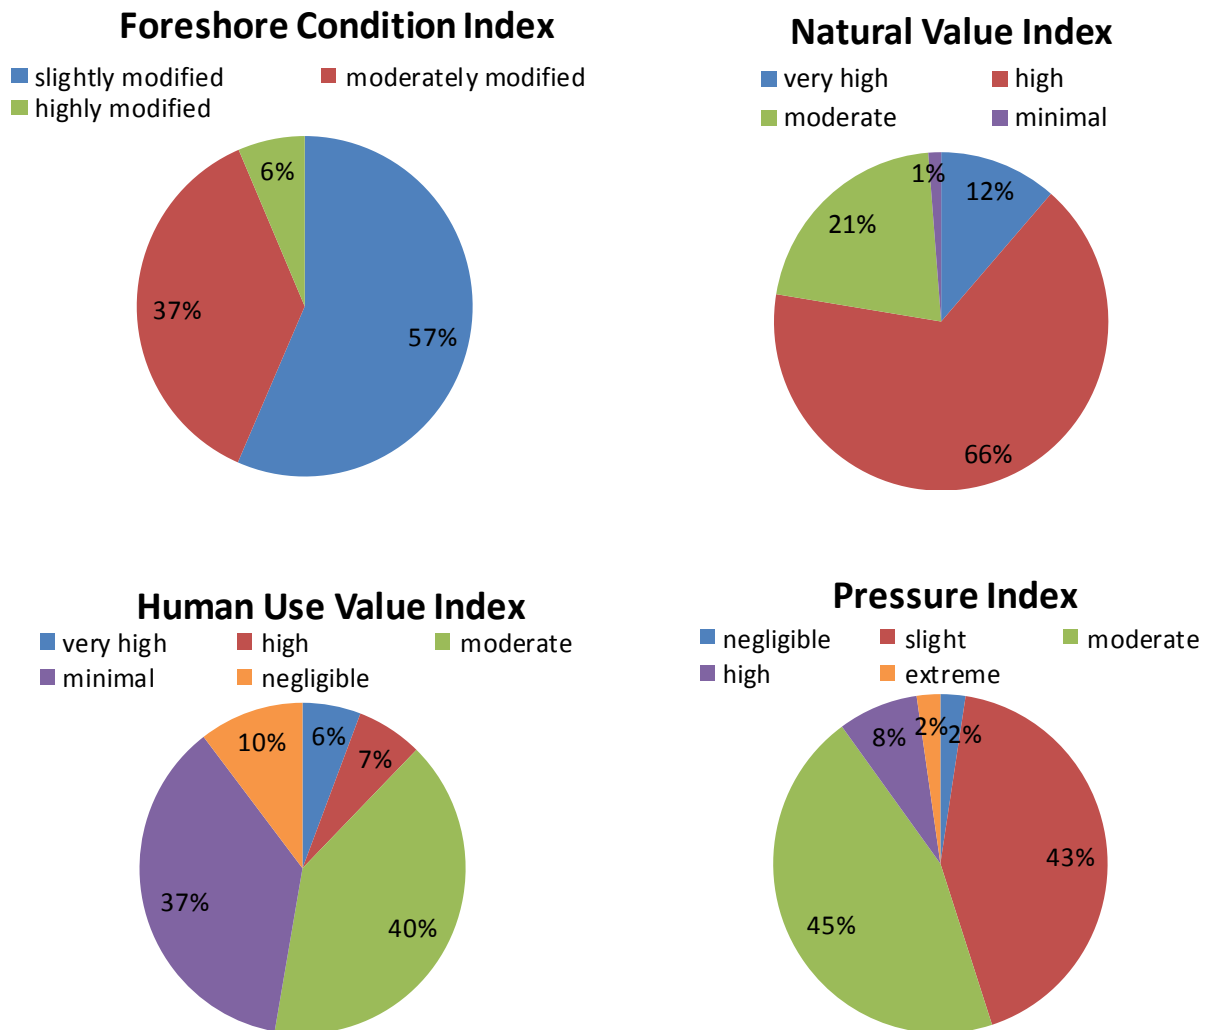 Foreshore Condition Index
slightly modified moderately modified
highly modified
6%
37%
57%
Natural Value Index
very high high
moderate minimal
1%
12%
21%
66%
Human Use Value Index
very high high moderate
minimal negligible
10%
6%
7%
37%
40%
Pressure Index
negligible slight moderate
high extreme
2%
2%
8%
43%
45%